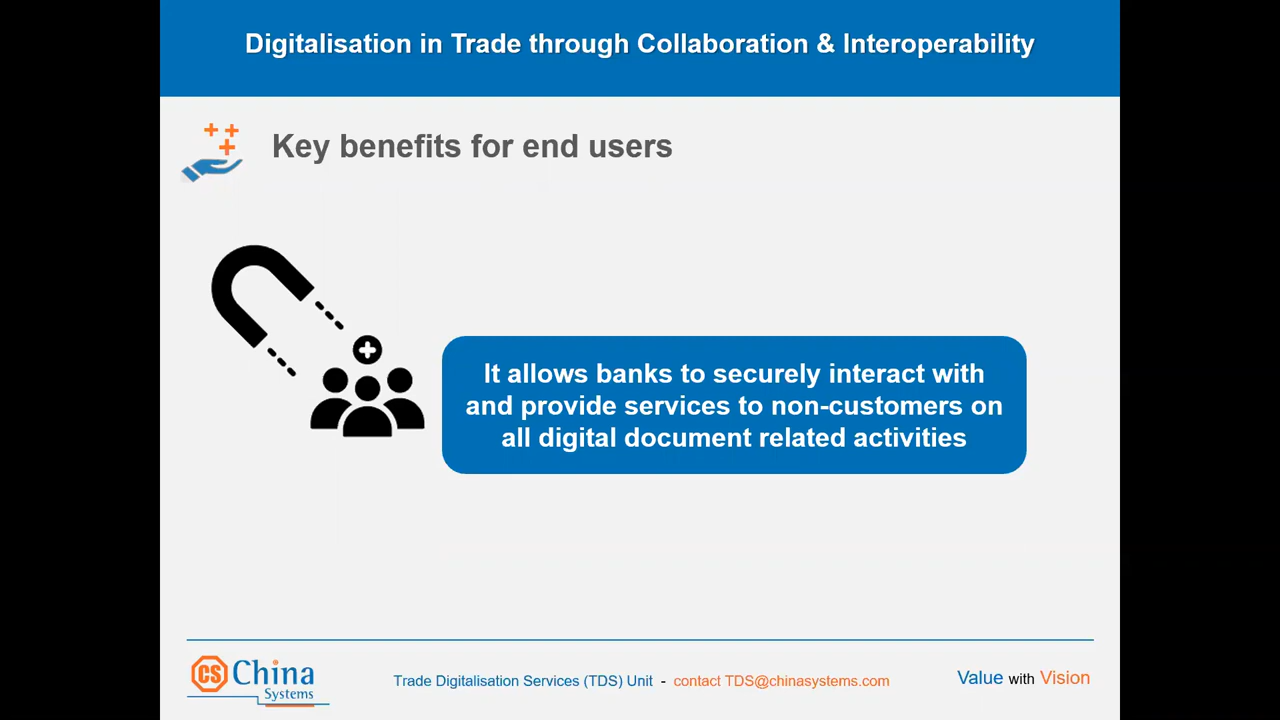 Digitalisation in Trade through Collaboration & Interoperability
Key benefits for end users
It allows banks to securely interact with
and provide services to non-customers on
all digital document related activities
CS China
Systems
Trade Digitalisation Services (TDS) Unit - contact TDS@chinasystems.com
Value with Vision